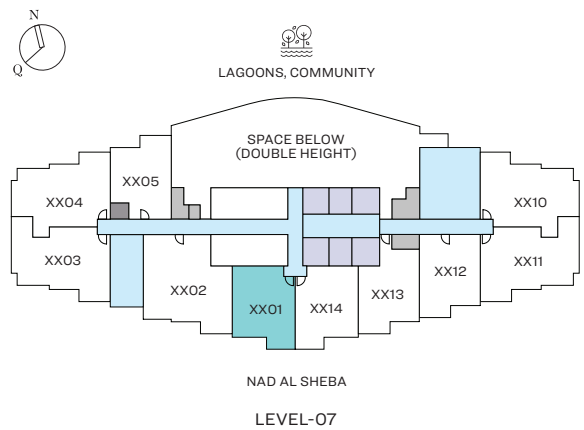 N
Q
LAGOONS, COMMUNITY
SPACE BELOW
(DOUBLE HEIGHT)
XX05
XX04
XX10
XX03
XX11
XX02
XX12
XX13
XX01
XX14
NAD AL SHEBA
LEVEL-07